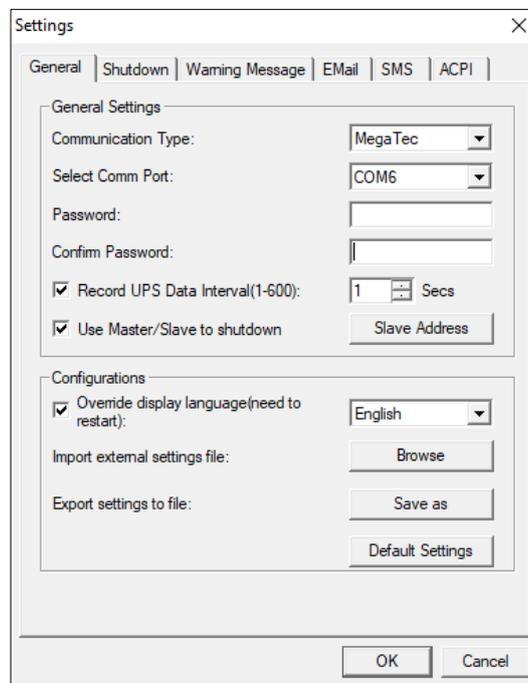 Settings
General Shutdown Warning Message EMail SMS ACPI
General Settings
Communication Type: MegaTec
Select Comm Port: COM6
Password:
Confirm Password:
Record UPS Data Interval(1-600): 1 Secs
Use Master/Slave to shutdown Slave Address
Configurations
Override display language(need to
restart): English
Import external settings file: Browse
Export settings to file: Save as
Default Settings
OK Cancel